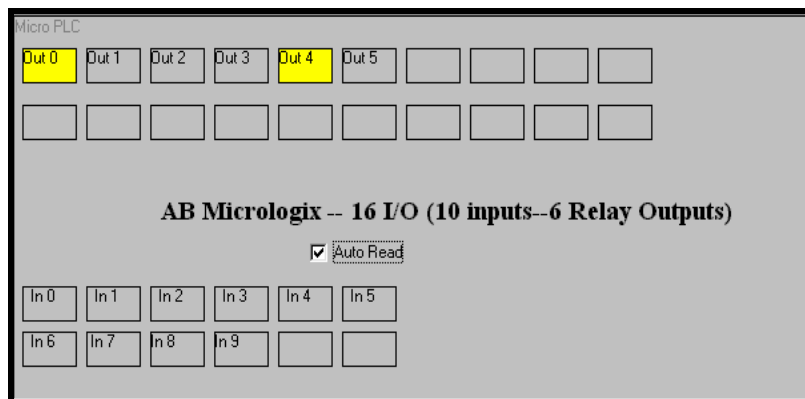 Micro PLC
Out 0 Out 1 Out 2 Out 3 Out 4 Out 5
AB Micrologix -- 16 I/O (10 inputs--6 Relay Outputs)
Auto Read
In 0 In 1 In 2 In 3 In 4 In 5
In 6 In 7 In 8 In 9